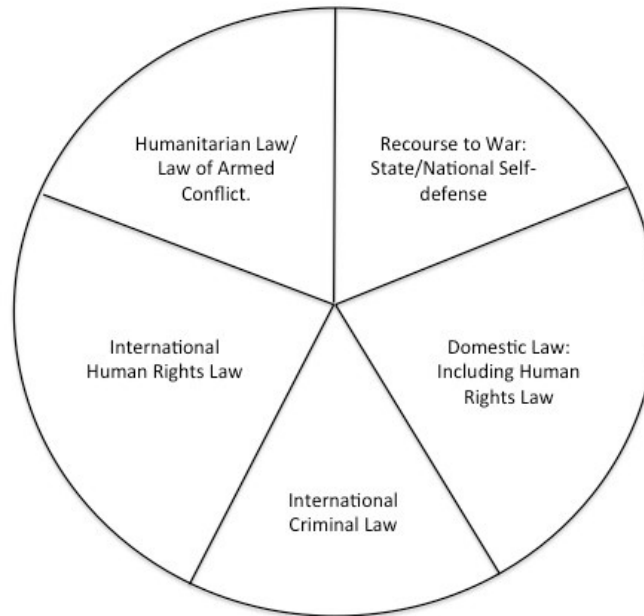 Humanitarian Law/
Law of Armed
Conflict.
Recourse to War:
State/National Self-
defense
International
Human Rights Law
Domestic Law:
Including Human
Rights Law
International
Criminal Law